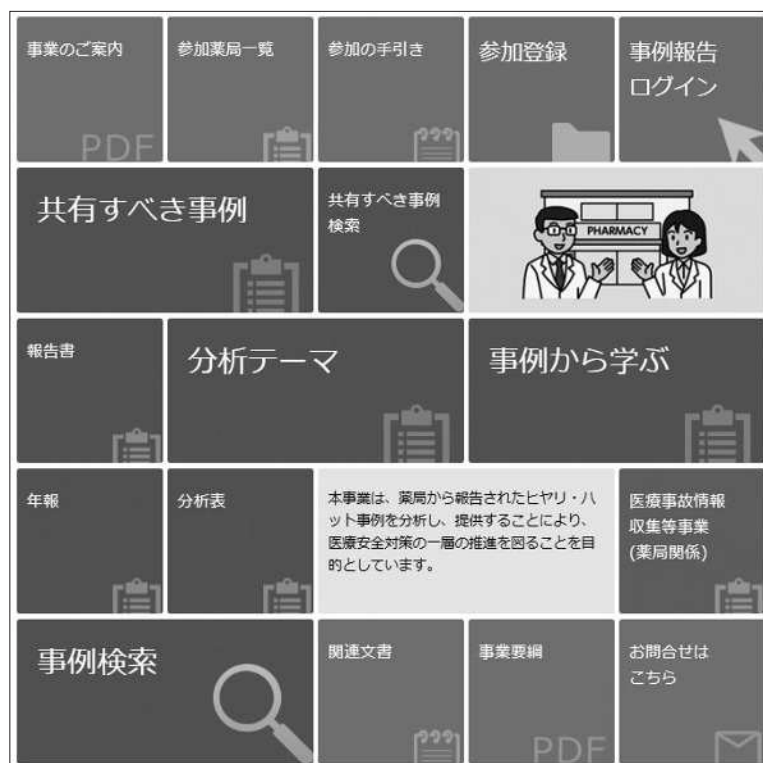 事業のご案内
PDF
参加薬局一覧
参加の手引き
参加登録
事例報告
ログイン
共有すべき事例
共有すべき事例
検索
PHARMACY
報告書
分析テーマ
事例から学ぶ
年報
分析表
本事業は、薬局から報告されたヒヤリ・ハ
ット事例を分析し、提供することにより、
医療安全対策の一層の推進を図ることを目
的としています。
医療事故情報
収集等事業
(薬局関係)
事例検索
関連文書
事業要綱
PDF
お問合せは
こちら